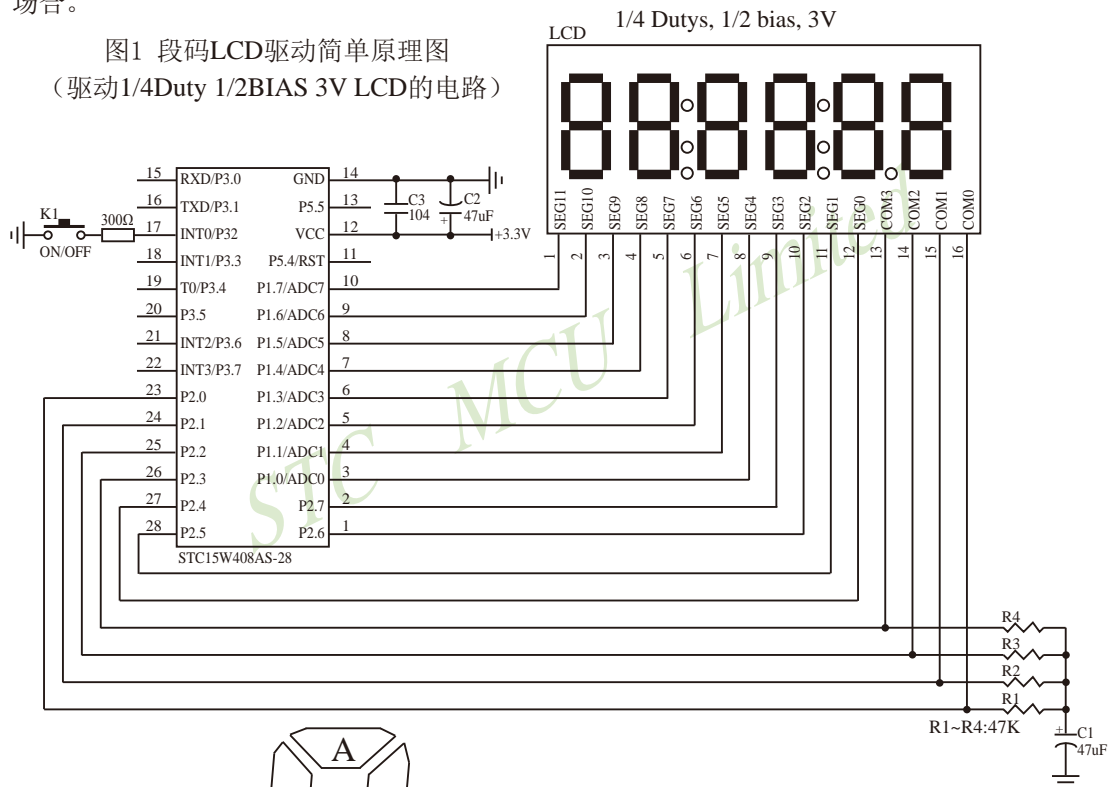 场合。
1/4 Dutys, 1/2 bias, 3V
图1 段码LCD驱动简单原理图
（驱动1/4Duty 1/2BIAS 3V LCD的电路）
LCD
SEG11
SEG10
SEG9
SEG8
SEG7
SEG6
SEG5
SEG4
SEG3
SEG2
SEG1
SEG0
COM3
COM2
COM1
COM0
1
2
3
4
5
6
7
8
9
10
11
12
13
14
15
16
15 RXD/P3.0 GND 14
16 TXD/P3.1 P5.5 13
17 INT0/P32 VCC 12
18 INT1/P3.3 P5.4/RST 11
19 T0/P3.4 P1.7/ADC7 10
20 P3.5 P1.6/ADC6 9
21 INT2/P3.6 P1.5/ADC5 8
22 INT3/P3.7 P1.4/ADC4 7
23 P2.0 P1.3/ADC3 6
24 P2.1 P1.2/ADC2 5
25 P2.2 P1.1/ADC1 4
26 P2.3 P1.0/ADC0 3
27 P2.4 P2.7 2
28 P2.5 P2.6 1
STC15W408AS-28
K1
300Ω
ON/OFF
C3
104
C2
+
47uF
+3.3V
STC MCU Limited
R4
R3
R2
R1
R1~R4:47K
+
C1
47uF
A